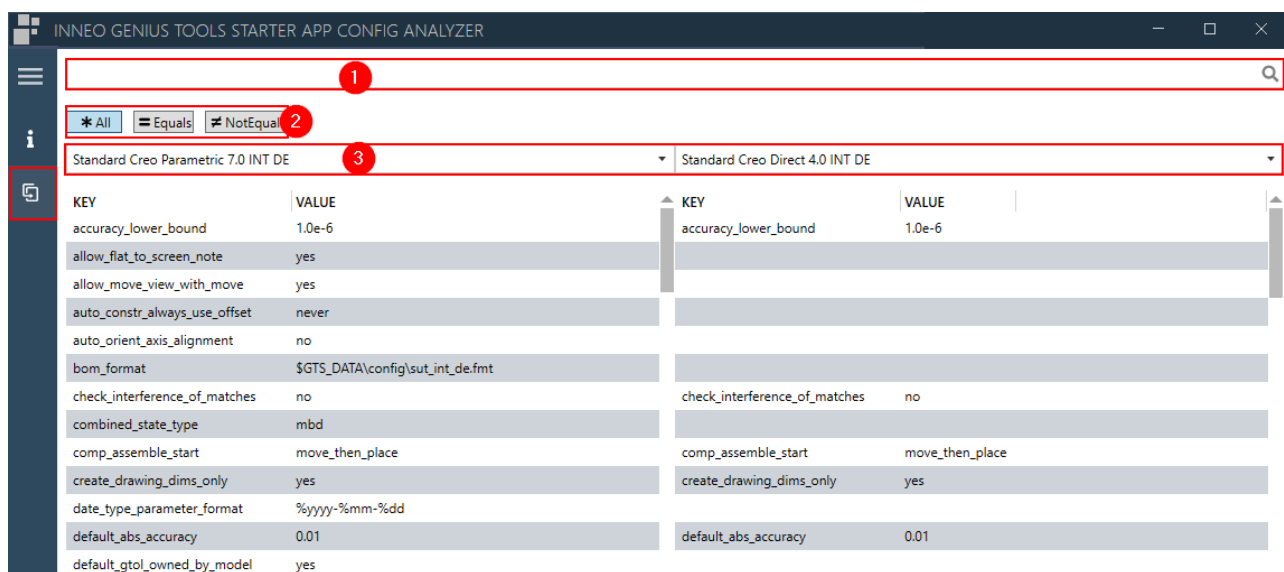 INNEO GENIUS TOOLS STARTER APP CONFIG ANALYZER
1
All = Equals ≠ NotEqual 2
Standard Creo Parametric 7.0 INT DE 3 Standard Creo Direct 4.0 INT DE
KEY VALUE KEY VALUE
accuracy_lower_bound 1.0e-6 accuracy_lower_bound 1.0e-6
allow_flat_to_screen_note yes
allow_move_view_with_move yes
auto_constr_always_use_offset never
auto_orient_axis_alignment no
bom_format $GTS_DATA\config\sut_int_de.fmt
check_interference_of_matches no check_interference_of_matches no
combined_state_type mbd
comp_assemble_start move_then_place comp_assemble_start move_then_place
create_drawing_dims_only yes create_drawing_dims_only yes
date_type_parameter_format %yyyy-%mm-%dd
default_abs_accuracy 0.01 default_abs_accuracy 0.01
default_gtol_owned_by_model yes